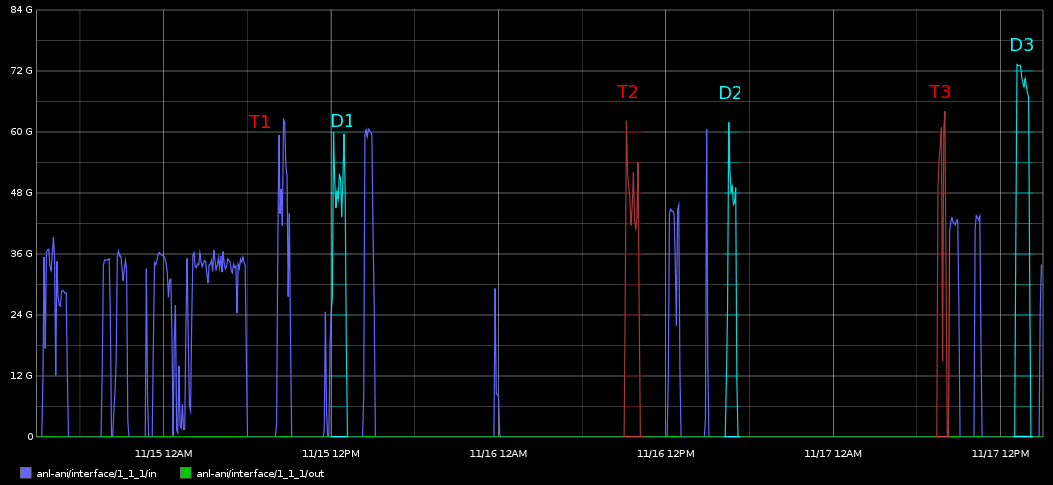 84 G
72 G
60 G
48 G
36 G
24 G
12 G
0
T1
D1
T2
D2
T3
D3
11/15 12AM
11/15 12PM
11/16 12AM
11/16 12PM
11/17 12AM
11/17 12PM
anl-ani/interface/1_1_1/in
anl-ani/interface/1_1_1/out